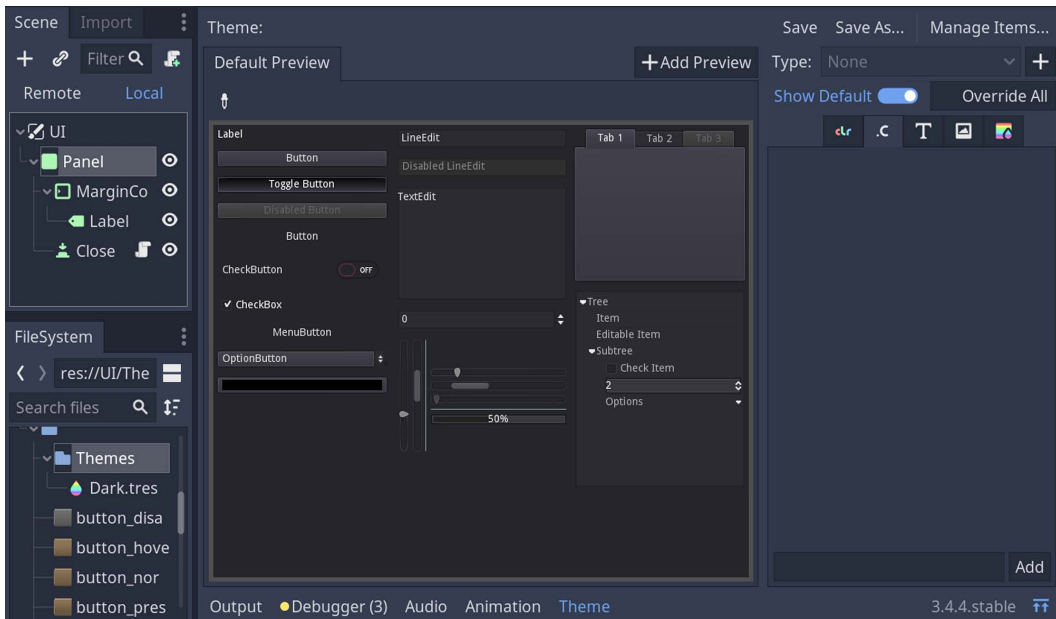 Scene Import
Filter
Remote Local
UI
Panel
MarginCo
Label
Close
FileSystem
res://UI/The
Search files
Themes
Dark.tres
button_disa
button_hove
button_nor
button_pres
Theme:
Save Save As... Manage Items...
Default Preview
Add Preview
Type: None
Show Default Override All
clr .C T
Label
Button
Toggle Button
Disabled Button
Button
CheckButton OFF
CheckBox
MenuButton
OptionButton
LineEdit
Disabled LineEdit
TextEdit
0
50%
Tab 1 Tab 2 Tab 3
Tree
Item
Editable Item
Subtree
Check Item
2
Options
Add
Output Debugger (3) Audio Animation Theme
3.4.4.stable